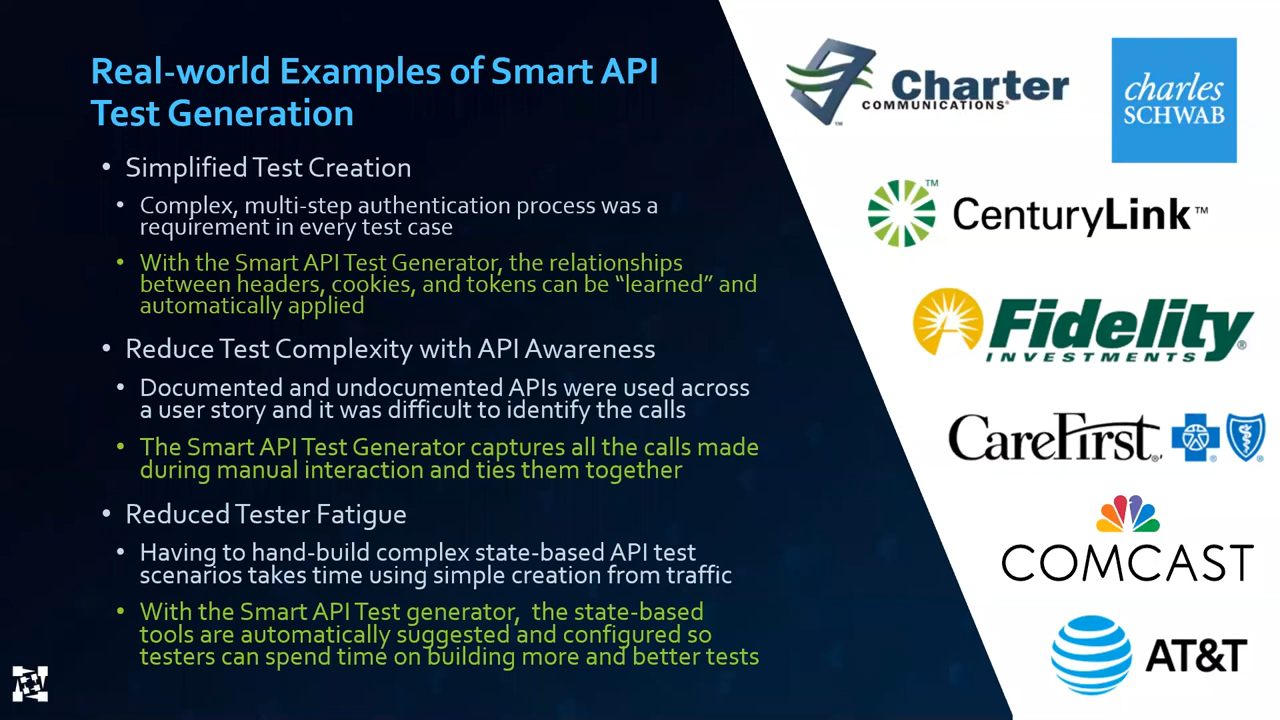 Real-world Examples of Smart API
Test Generation
• Simplified Test Creation
• Complex, multi-step authentication process was a
requirement in every test case
• With the Smart API Test Generator, the relationships
between headers, cookies, and tokens can be “learned” and
automatically applied
• Reduce Test Complexity with API Awareness
• Documented and undocumented APIs were used across
a user story and it was difficult to identify the calls
• The Smart API Test Generator captures all the calls made
during manual interaction and ties them together
• Reduced Tester Fatigue
• Having to hand-build complex state-based API test
scenarios takes time using simple creation from traffic
• With the Smart API Test generator,  the state-based
tools are automatically suggested and configured so
testers can spend time on building more and better tests
Charter
COMMUNICATIONS®
™
charles
SCHWAB
CenturyLink™
™
Fidelity®
INVESTMENTS
CareFirst®
COMCAST
AT&T